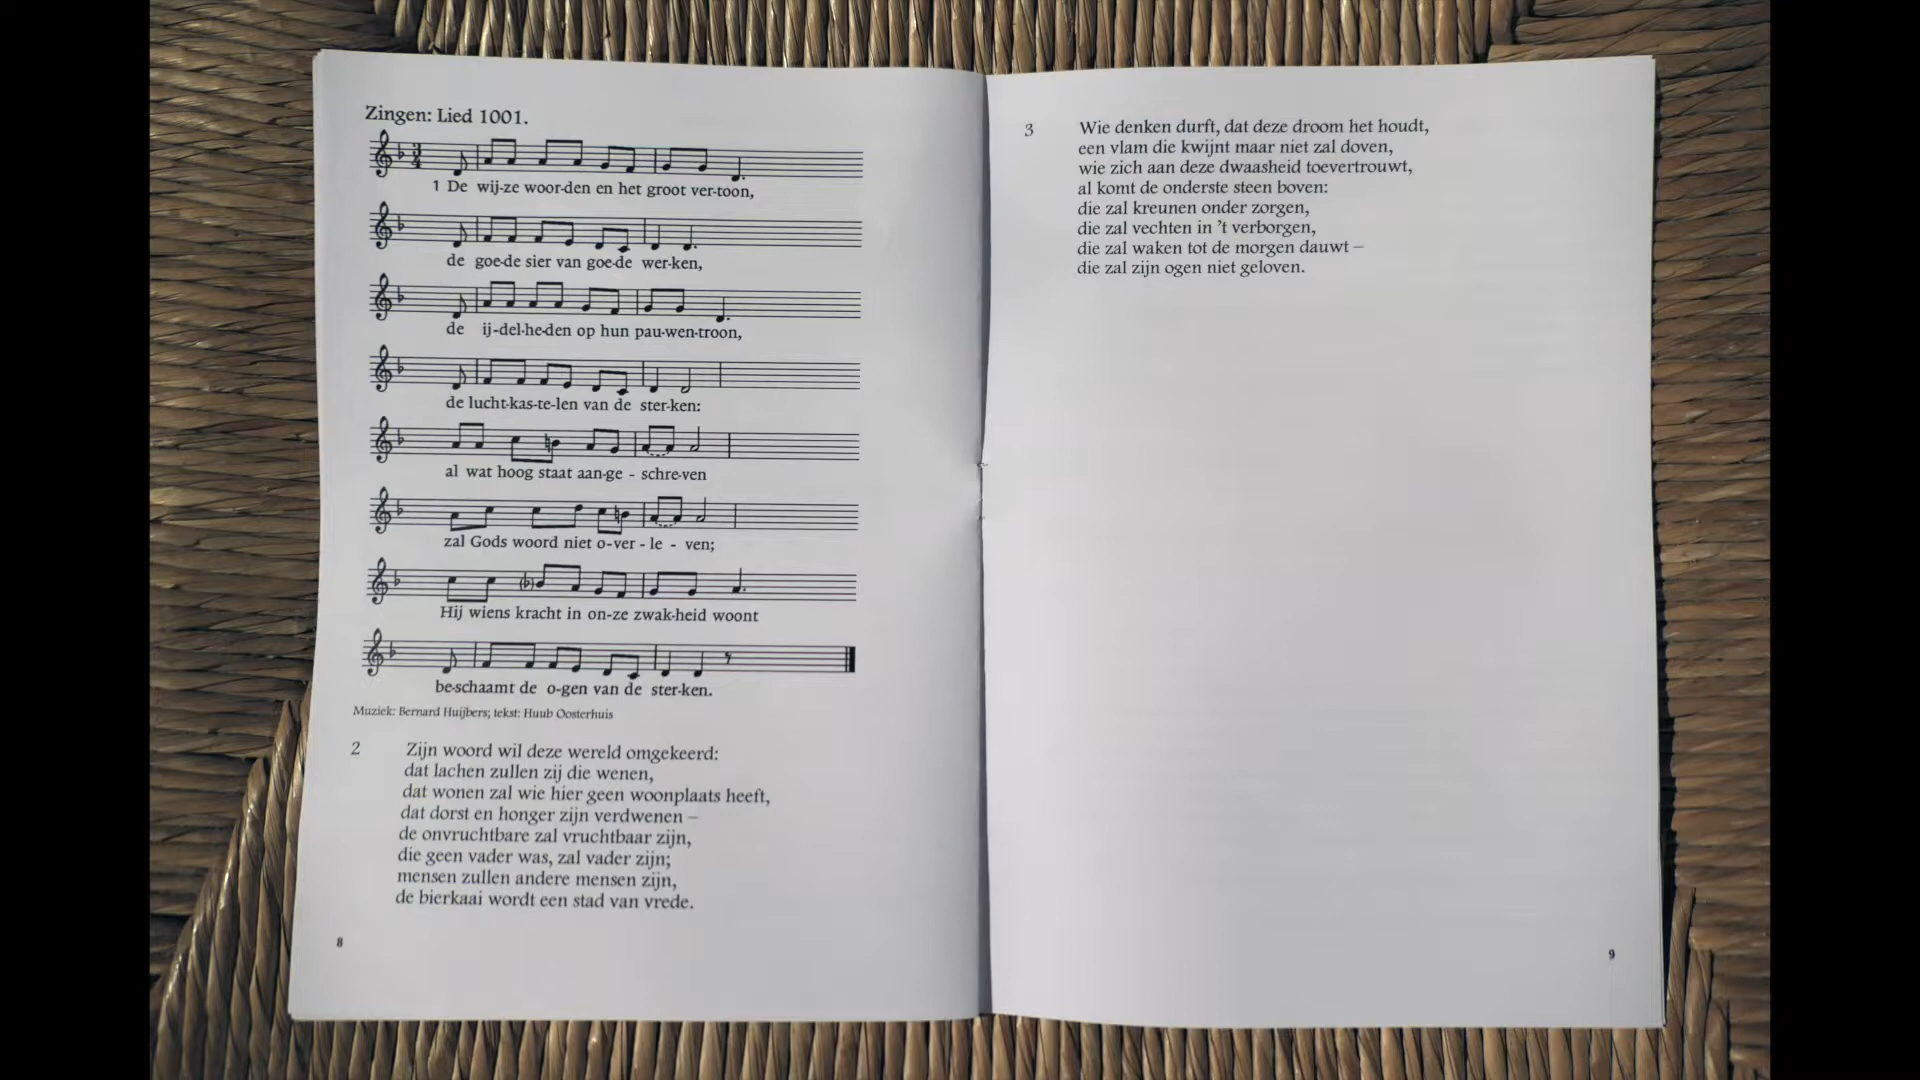 Zingen: Lied 1001.
3
4
1 De wij-ze woor-den en het groot ver-toon,
de goe-de sier van goe-de wer-ken,
de ij-del-he-den op hun pau-wen-troon,
de lucht-kas-te-len van de ster-ken:
al wat hoog staat aan-ge - schre-ven
zal Gods woord niet o-ver - le - ven;
Hij wiens kracht in on-ze zwak-heid woont
be-schaamt de o-gen van de ster-ken.
Muziek: Bernard Huijbers; tekst: Huub Oosterhuis
2 Zijn woord wil deze wereld omgekeerd:
dat lachen zullen zij die wenen,
dat wonen zal wie hier geen woonplaats heeft,
dat dorst en honger zijn verdwenen –
de onvruchtbare zal vruchtbaar zijn,
die geen vader was, zal vader zijn;
mensen zullen andere mensen zijn,
de bierkaai wordt een stad van vrede.
8
3 Wie denken durft, dat deze droom het houdt,
een vlam die kwijnt maar niet zal doven,
wie zich aan deze dwaasheid toevertrouwt,
al komt de onderste steen boven:
die zal kreunen onder zorgen,
die zal vechten in ’t verborgen,
die zal waken tot de morgen dauwt –
die zal zijn ogen niet geloven.
9